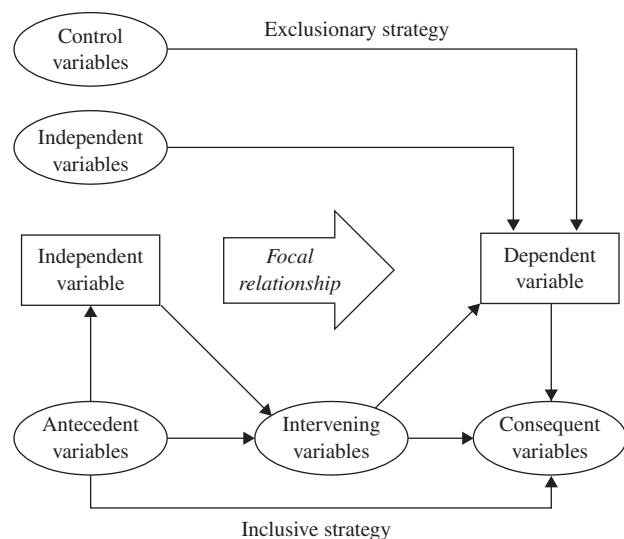 Control
variables
Exclusionary strategy
Independent
variables
Independent
variable
Focal
relationship
Dependent
variable
Antecedent
variables
Intervening
variables
Consequent
variables
Inclusive strategy